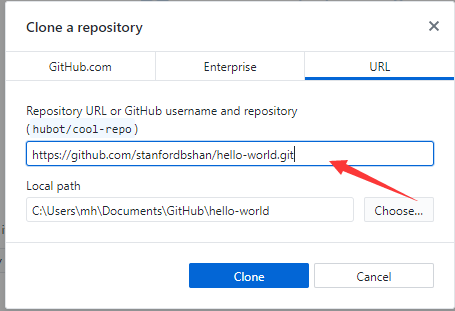 Clone a repository
GitHub.com
Enterprise
URL
Repository URL or GitHub username and repository
(hubot/cool-repo)
https://github.com/stanfordbshan/hello-world.git
Local path
C:\Users\mh\Documents\GitHub\hello-world
Choose...
Clone
Cancel